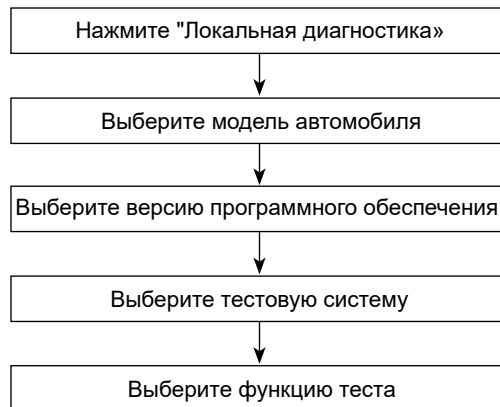 Нажмите "Локальная диагностика»
Выберите модель автомобиля
Выберите версию программного обеспечения
Выберите тестовую систему
Выберите функцию теста